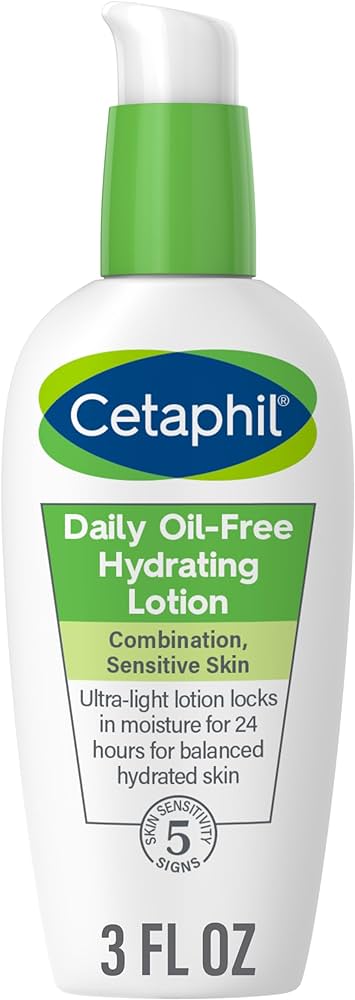 Cetaphil®
Daily Oil-Free
Hydrating
Lotion
Combination,
Sensitive Skin
Ultra-light lotion locks
in moisture for 24
hours for balanced
hydrated skin
SKIN SENSITIVITY
5
SIGNS
3 FL OZ